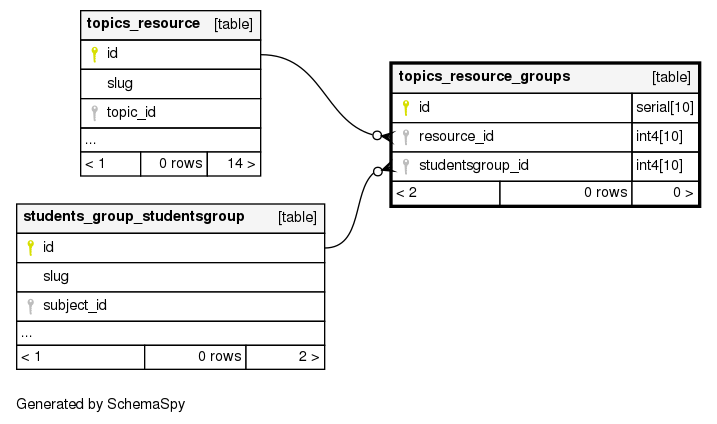 topics_resource [table]
id
slug
topic_id
...
< 1 0 rows 14 >
topics_resource_groups [table]
id serial[10]
resource_id int4[10]
studentsgroup_id int4[10]
< 2 0 rows 0 >
students_group_studentsgroup [table]
id
slug
subject_id
...
< 1 0 rows 2 >
Generated by SchemaSpy